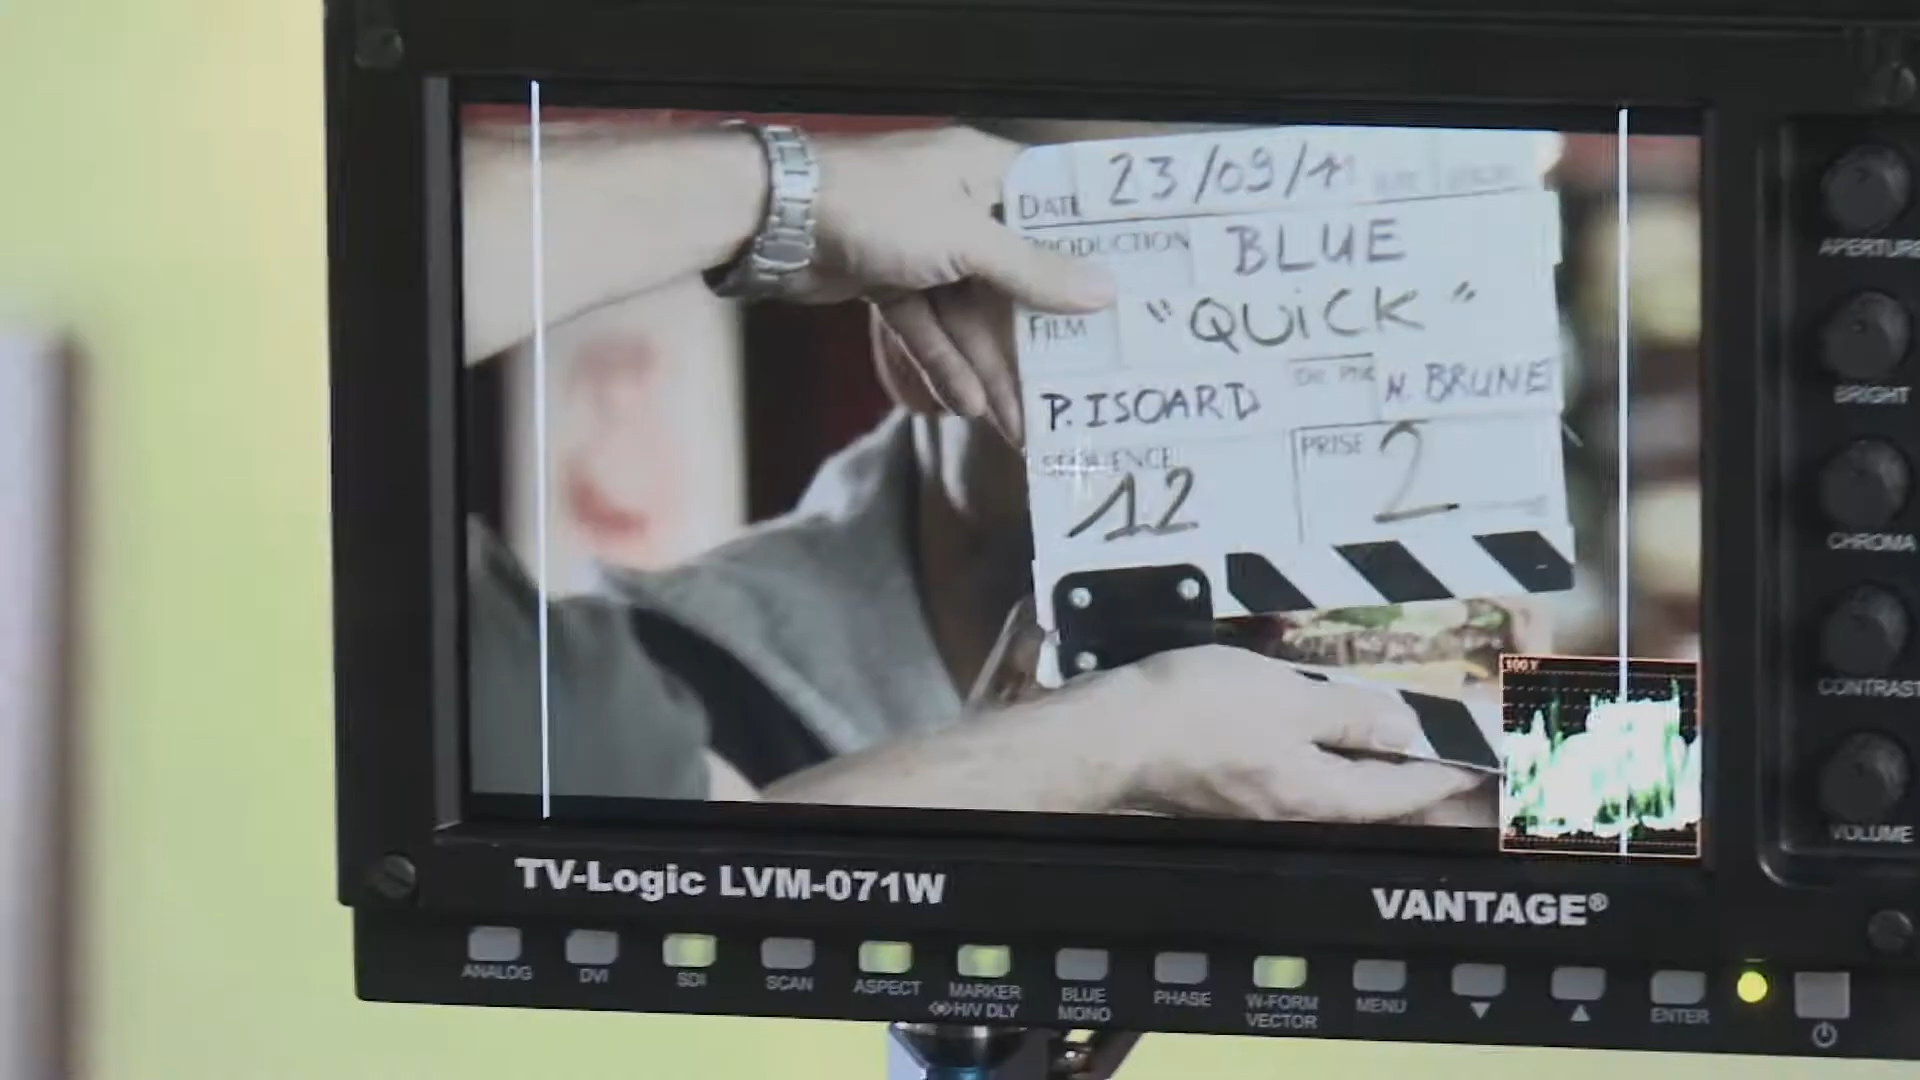 DATE 23/09/11
PRODUCTION BLUE
FILM "QUiCK"
P. ISOARD N. BRUNE
SEQUENCE 12 PRISE 2
100 Y
APERTURE
BRIGHT
CHROMA
CONTRAST
VOLUME
TV-Logic LVM-071W VANTAGE®
ANALOG DVI SDI SCAN ASPECT MARKER BLUE PHASE W-FORM MENU ▼ ▲ ENTER
H/V DLY MONO VECTOR